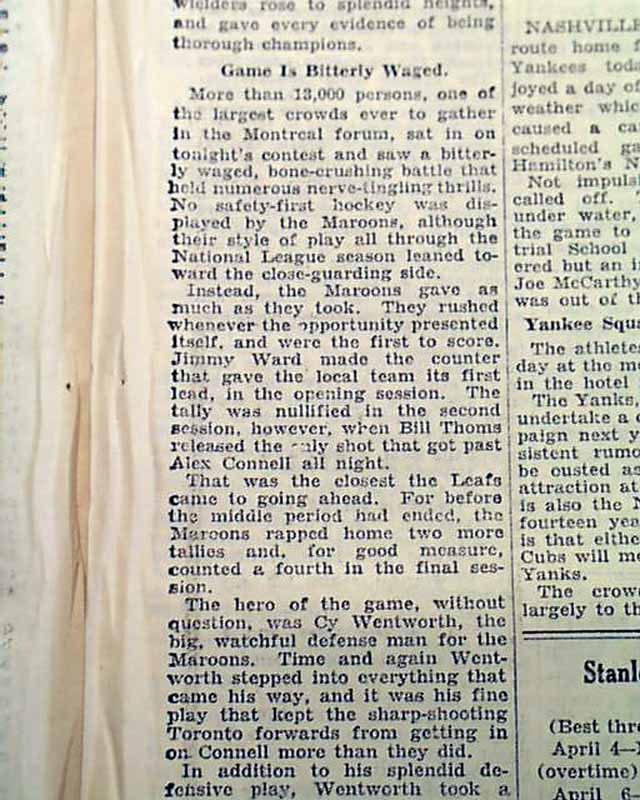 wielders rose to splendid heights,
and gave every evidence of being
thorough champions.
Game Is Bitterly Waged.
More than 13,000 persons, one of
the largest crowds ever to gather
in the Montreal forum, sat in on
tonight's contest and saw a bitter-
ly waged, bone-crushing battle that
held numerous nerve-tingling thrills.
No safety-first hockey was dis-
played by the Maroons, although
their style of play all through the
National League season leaned to-
ward the close-guarding side.
Instead, the Maroons gave as
much as they took. They rushed
whenever the opportunity presented
itself, and were the first to score.
Jimmy Ward made the counter
that gave the local team its first
lead, in the opening session. The
tally was nullified in the second
session, however, when Bill Thoms
released the only shot that got past
Alex Connell all night.
That was the closest the Leafs
came to going ahead. For before
the middle period had ended, the
Maroons rapped home two more
tallies and, for good measure,
counted a fourth in the final ses-
sion.
The hero of the game, without
question, was Cy Wentworth, the
big, watchful defense man for the
Maroons. Time and again Went-
worth stepped into everything that
came his way, and it was his fine
play that kept the sharp-shooting
Toronto forwards from getting in
on Connell more than they did.
In addition to his splendid de-
fensive play, Wentworth took a
NASHVILLE
route home f
Yankees toda
joyed a day of
weather whic
caused a ca
scheduled ga
Hamilton's N
Not impuls
called off.
under water,
the game to
trial School
ered but an i
Joe McCarthy
was out of t
Yankee Squa
The athlete
day at the m
in the hotel
The Yanks,
undertake a c
paign next y
sistent rumo
be ousted as
attraction at
is also the N
fourteen yea
is that eithe
Cubs will me
Yanks.
The crow
largely to th
Stanl
(Best thre
April 4—
(overtime)
April 6—